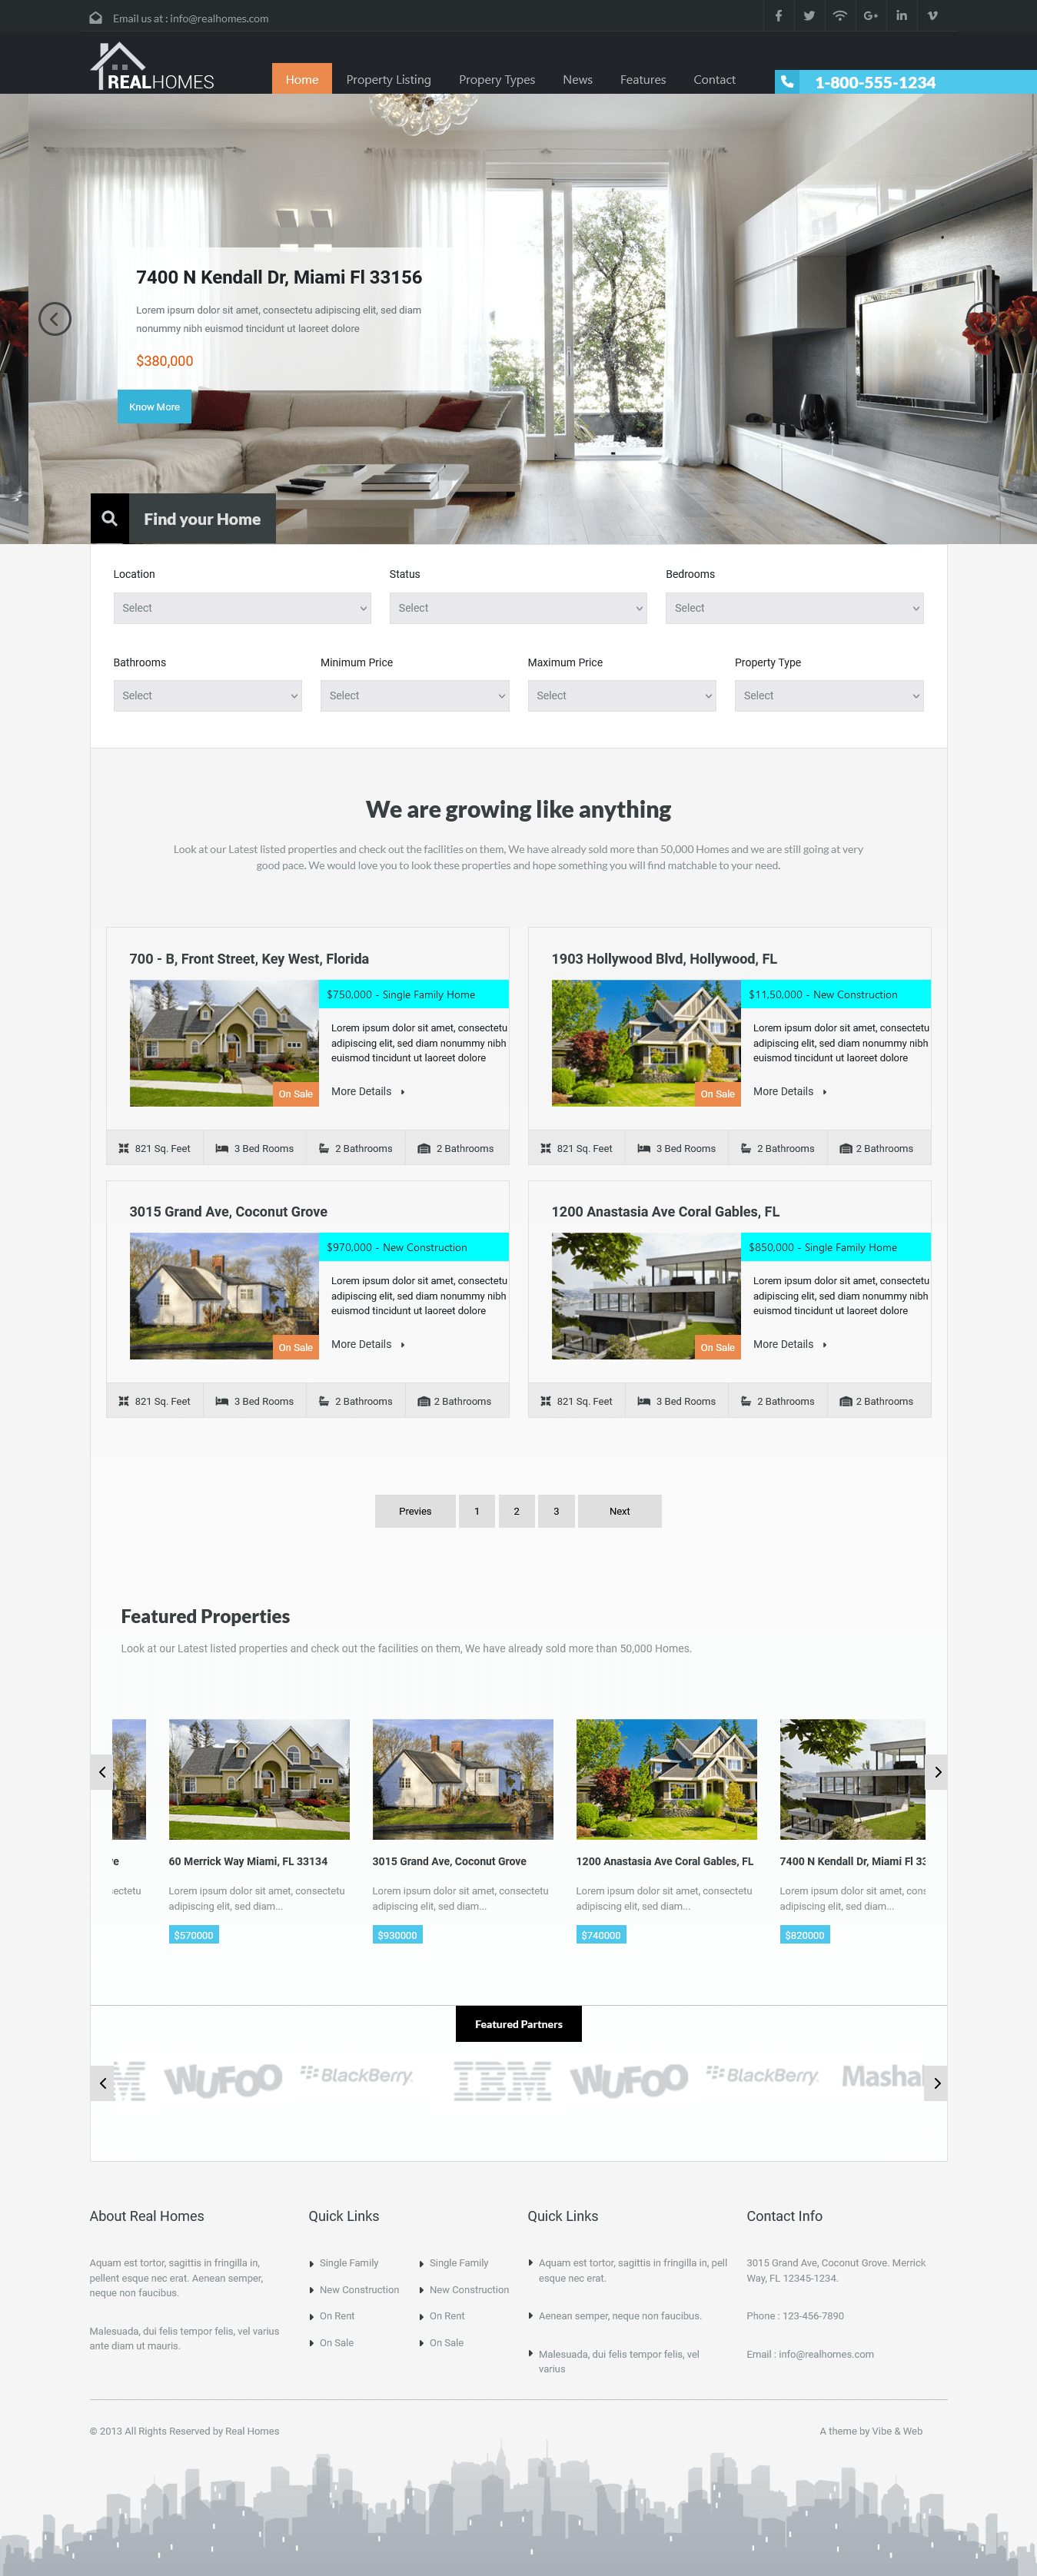 Email us at : info@realhomes.com
REALHOMES
Home
Property Listing
Propery Types
News
Features
Contact
1-800-555-1234
7400 N Kendall Dr, Miami Fl 33156
Lorem ipsum dolor sit amet, consectetu adipiscing elit, sed diam
nonummy nibh euismod tincidunt ut laoreet dolore
$380,000
Know More
Find your Home
Location
Status
Bedrooms
Select
Select
Select
Bathrooms
Minimum Price
Maximum Price
Property Type
Select
Select
Select
Select
We are growing like anything
Look at our Latest listed properties and check out the facilities on them, We have already sold more than 50,000 Homes and we are still going at very
good pace. We would love you to look these properties and hope something you will find matchable to your need.
700 - B, Front Street, Key West, Florida
$750,000 - Single Family Home
Lorem ipsum dolor sit amet, consectetu
adipiscing elit, sed diam nonummy nibh
euismod tincidunt ut laoreet dolore
More Details
On Sale
821 Sq. Feet
3 Bed Rooms
2 Bathrooms
2 Bathrooms
1903 Hollywood Blvd, Hollywood, FL
$11,50,000 - New Construction
Lorem ipsum dolor sit amet, consectetu
adipiscing elit, sed diam nonummy nibh
euismod tincidunt ut laoreet dolore
More Details
On Sale
821 Sq. Feet
3 Bed Rooms
2 Bathrooms
2 Bathrooms
3015 Grand Ave, Coconut Grove
$970,000 - New Construction
Lorem ipsum dolor sit amet, consectetu
adipiscing elit, sed diam nonummy nibh
euismod tincidunt ut laoreet dolore
More Details
On Sale
821 Sq. Feet
3 Bed Rooms
2 Bathrooms
2 Bathrooms
1200 Anastasia Ave Coral Gables, FL
$850,000 - Single Family Home
Lorem ipsum dolor sit amet, consectetu
adipiscing elit, sed diam nonummy nibh
euismod tincidunt ut laoreet dolore
More Details
On Sale
821 Sq. Feet
3 Bed Rooms
2 Bathrooms
2 Bathrooms
Previes
1
2
3
Next
Featured Properties
Look at our Latest listed properties and check out the facilities on them, We have already sold more than 50,000 Homes.
60 Merrick Way Miami, FL 33134
Lorem ipsum dolor sit amet, consectetu
adipiscing elit, sed diam...
$570000
3015 Grand Ave, Coconut Grove
Lorem ipsum dolor sit amet, consectetu
adipiscing elit, sed diam...
$930000
1200 Anastasia Ave Coral Gables, FL
Lorem ipsum dolor sit amet, consectetu
adipiscing elit, sed diam...
$740000
7400 N Kendall Dr, Miami Fl 33
Lorem ipsum dolor sit amet, cons
adipiscing elit, sed diam...
$820000
Featured Partners
WUFOO
BlackBerry
IBM
WUFOO
BlackBerry
Masha
About Real Homes
Aquam est tortor, sagittis in fringilla in,
pellent esque nec erat. Aenean semper,
neque non faucibus.
Malesuada, dui felis tempor felis, vel varius
ante diam ut mauris.
Quick Links
Single Family
New Construction
On Rent
On Sale
Single Family
New Construction
On Rent
On Sale
Quick Links
Aquam est tortor, sagittis in fringilla in, pell
esque nec erat.
Aenean semper, neque non faucibus.
Malesuada, dui felis tempor felis, vel
varius
Contact Info
3015 Grand Ave, Coconut Grove. Merrick
Way, FL 12345-1234.
Phone : 123-456-7890
Email : info@realhomes.com
© 2013 All Rights Reserved by Real Homes
A theme by Vibe & Web